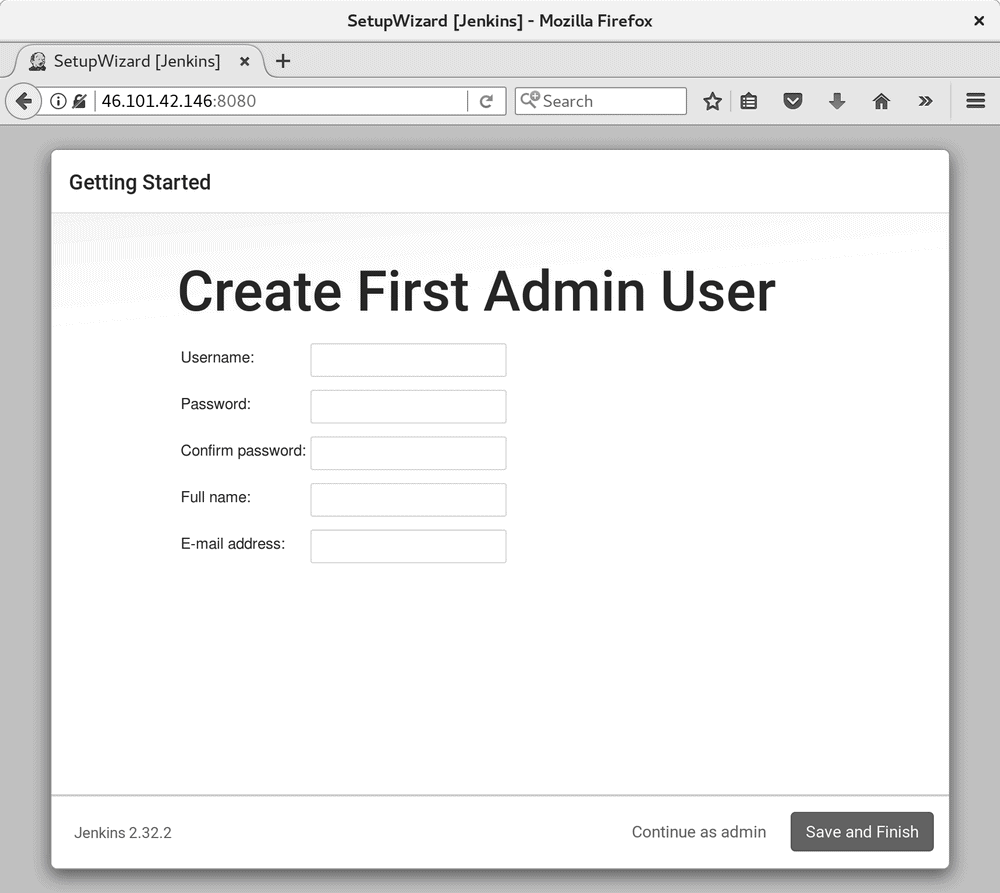 SetupWizard [Jenkins] - Mozilla Firefox
SetupWizard [Jenkins]
46.101.42.146:8080
Search
Getting Started
Create First Admin User
Username:
Password:
Confirm password:
Full name:
E-mail address:
Jenkins 2.32.2
Continue as admin
Save and Finish